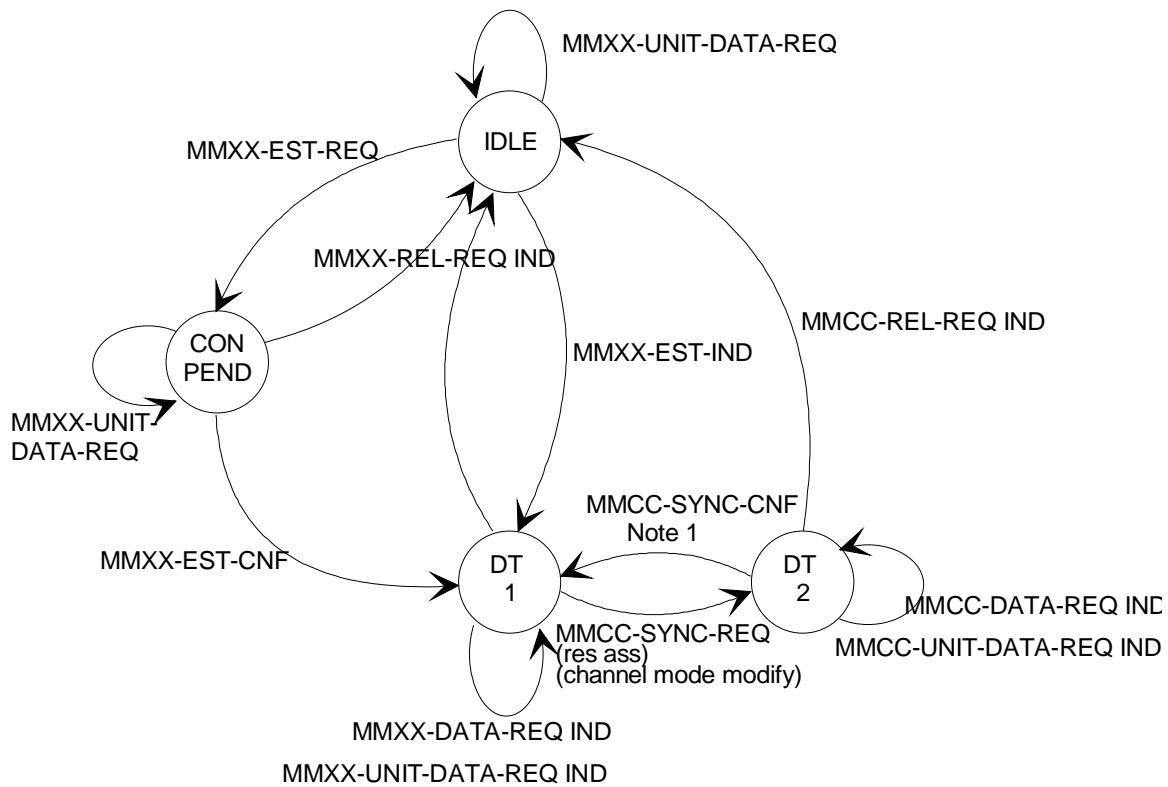 MMXX-UNIT-DATA-REQ
IDLE
MMXX-EST-REQ
MMXX-REL-REQ IND
MMCC-REL-REQ IND
CON
PEND
MMXX-EST-IND
MMXX-UNIT-
DATA-REQ
MMCC-SYNC-CNF
Note 1
MMXX-EST-CNF
DT
1
DT
2
MMCC-DATA-REQ IND
MMCC-SYNC-REQ
(res ass)
(channel mode modify)
MMCC-UNIT-DATA-REQ IND
MMXX-DATA-REQ IND
MMXX-UNIT-DATA-REQ IND